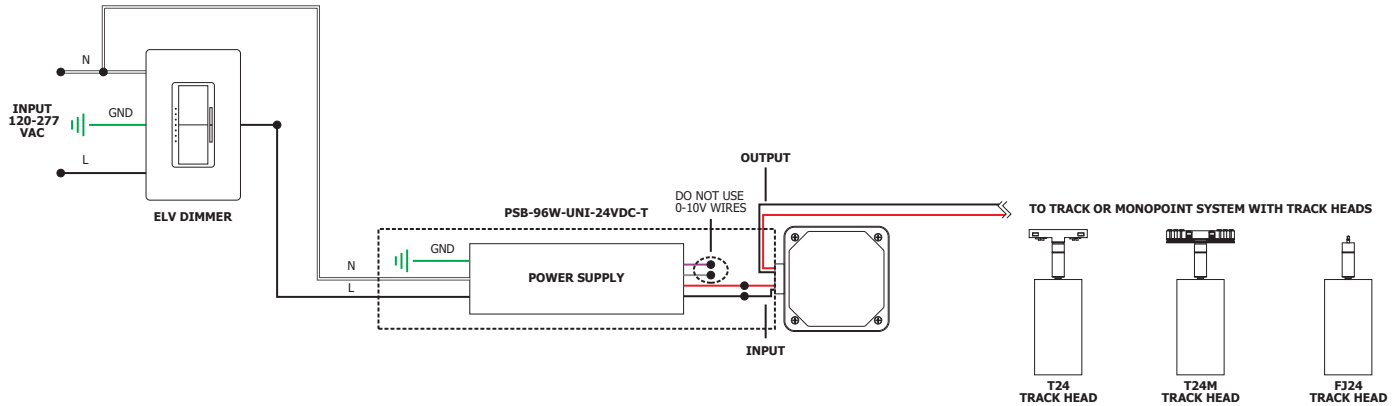 N
INPUT
120-277
VAC
GND
L
ELV DIMMER
OUTPUT
DO NOT USE
0-10V WIRES
PSB-96W-UNI-24VDC-T
GND
N
L
POWER SUPPLY
INPUT
TO TRACK OR MONOPOINT SYSTEM WITH TRACK HEADS
T24
TRACK HEAD
T24M
TRACK HEAD
FJ24
TRACK HEAD